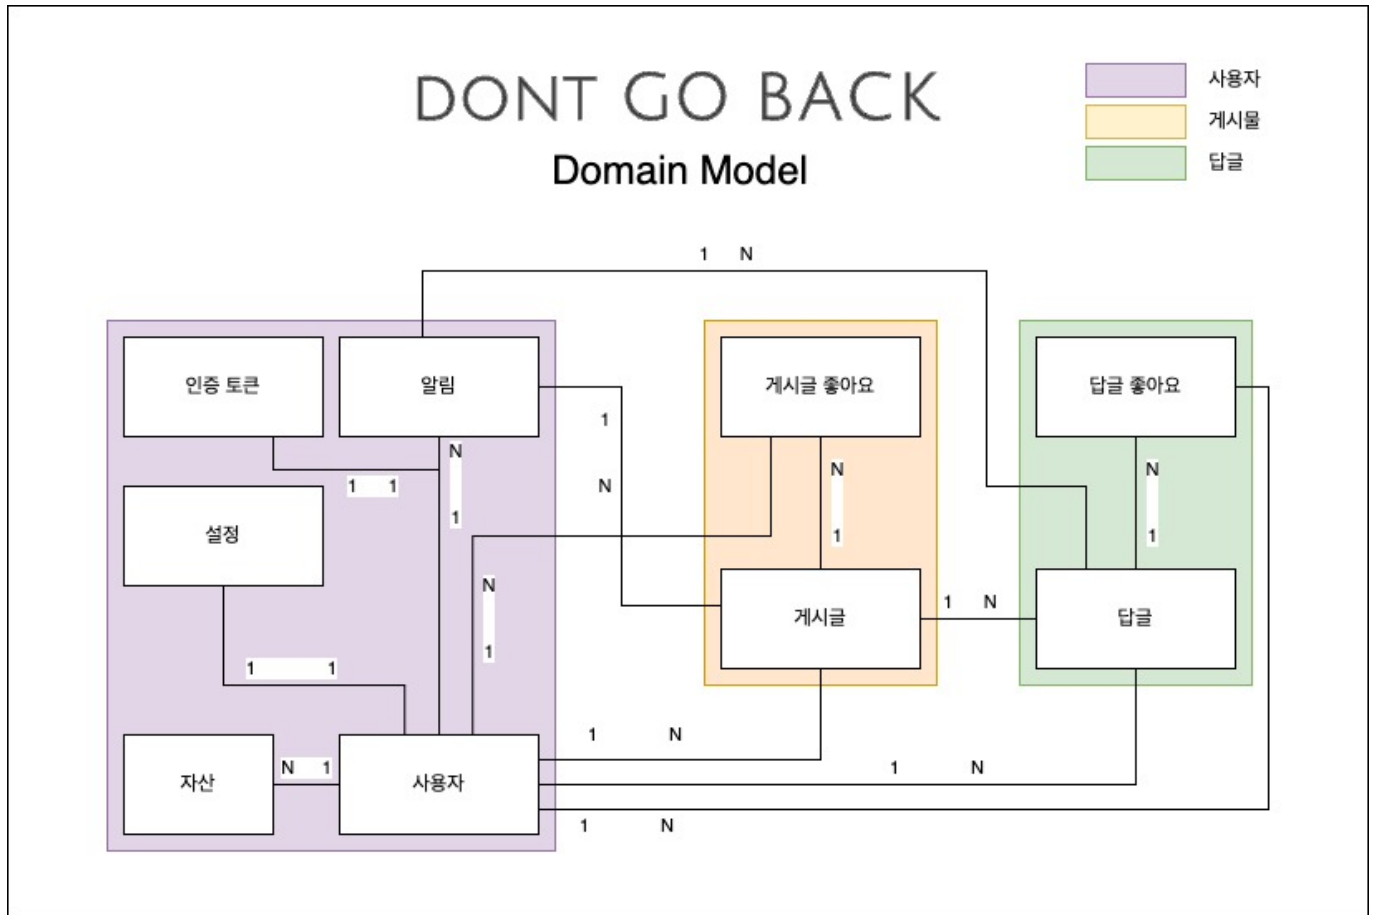 DONT GO BACK
Domain Model
사용자
게시물
답글
1 N
인증 토큰
알림
게시글 좋아요
답글 좋아요
1
N
N
N
1 1
N
1
설정
1
1
N
1 N
게시글
답글
1
1 1
1 N
N 1
1 N
자산
사용자
1 N